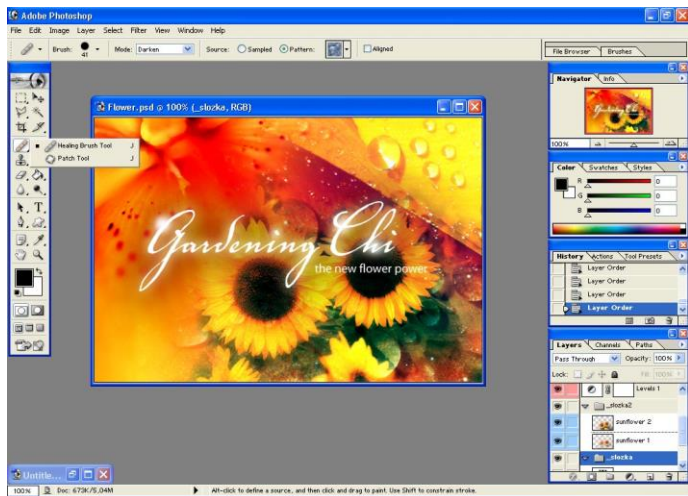 Adobe Photoshop
File Edit Image Layer Select Filter View Window Help
Brush: 41 Mode: Darken Source: Sampled Pattern: Aligned
File Browser Brushes
Navigator Info
100%
Color Swatches Styles
R 0
G 0
B 0
History Actions Tool Presets
Layer Order
Layer Order
Layer Order
Layer Order
Layers Channels Paths
Pass Through Opacity: 100%
Lock: Fill: 100%
Levels 1
_slozka2
sunflower 2
sunflower 1
_slozka
Flower.psd @ 100% (_slozka, RGB)
Healing Brush Tool J
Patch Tool J
Gardening Chi
the new flower power
Untitle...
100% Doc: 673K/5.04M Alt-click to define a source, and then click and drag to paint. Use Shift to constrain stroke.